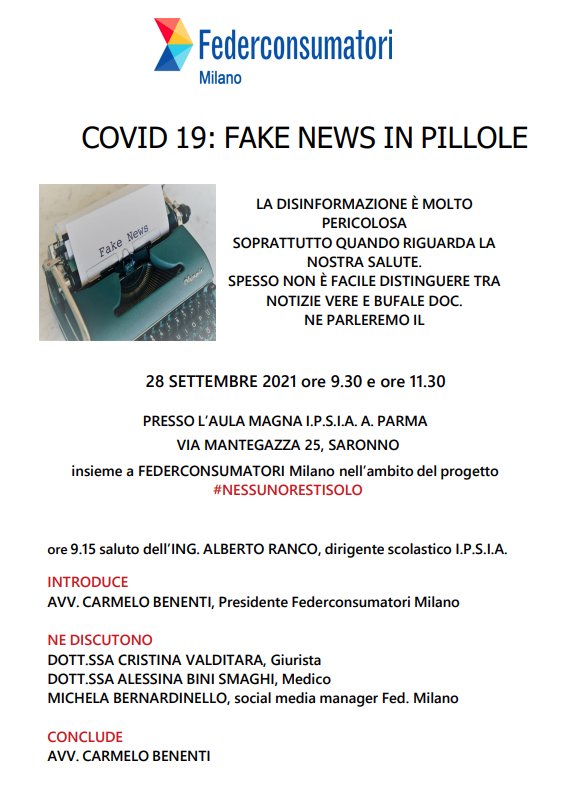 Federconsumatori
Milano
COVID 19: FAKE NEWS IN PILLOLE
Fake News
LA DISINFORMAZIONE È MOLTO
PERICOLOSA
SOPRATTUTTO QUANDO RIGUARDA LA
NOSTRA SALUTE.
SPESSO NON È FACILE DISTINGUERE TRA
NOTIZIE VERE E BUFALE DOC.
NE PARLEREMO IL
28 SETTEMBRE 2021 ore 9.30 e ore 11.30
PRESSO L’AULA MAGNA I.P.S.I.A. A. PARMA
VIA MANTEGAZZA 25, SARONNO
insieme a FEDERCONSUMATORI Milano nell’ambito del progetto
#NESSUNORESTISOLO
ore 9.15 saluto dell’ING. ALBERTO RANCO, dirigente scolastico I.P.S.I.A.
INTRODUCE
AVV. CARMELO BENENTI, Presidente Federconsumatori Milano
NE DISCUTONO
DOTT.SSA CRISTINA VALDITARA, Giurista
DOTT.SSA ALESSINA BINI SMAGHI, Medico
MICHELA BERNARDINELLO, social media manager Fed. Milano
CONCLUDE
AVV. CARMELO BENENTI